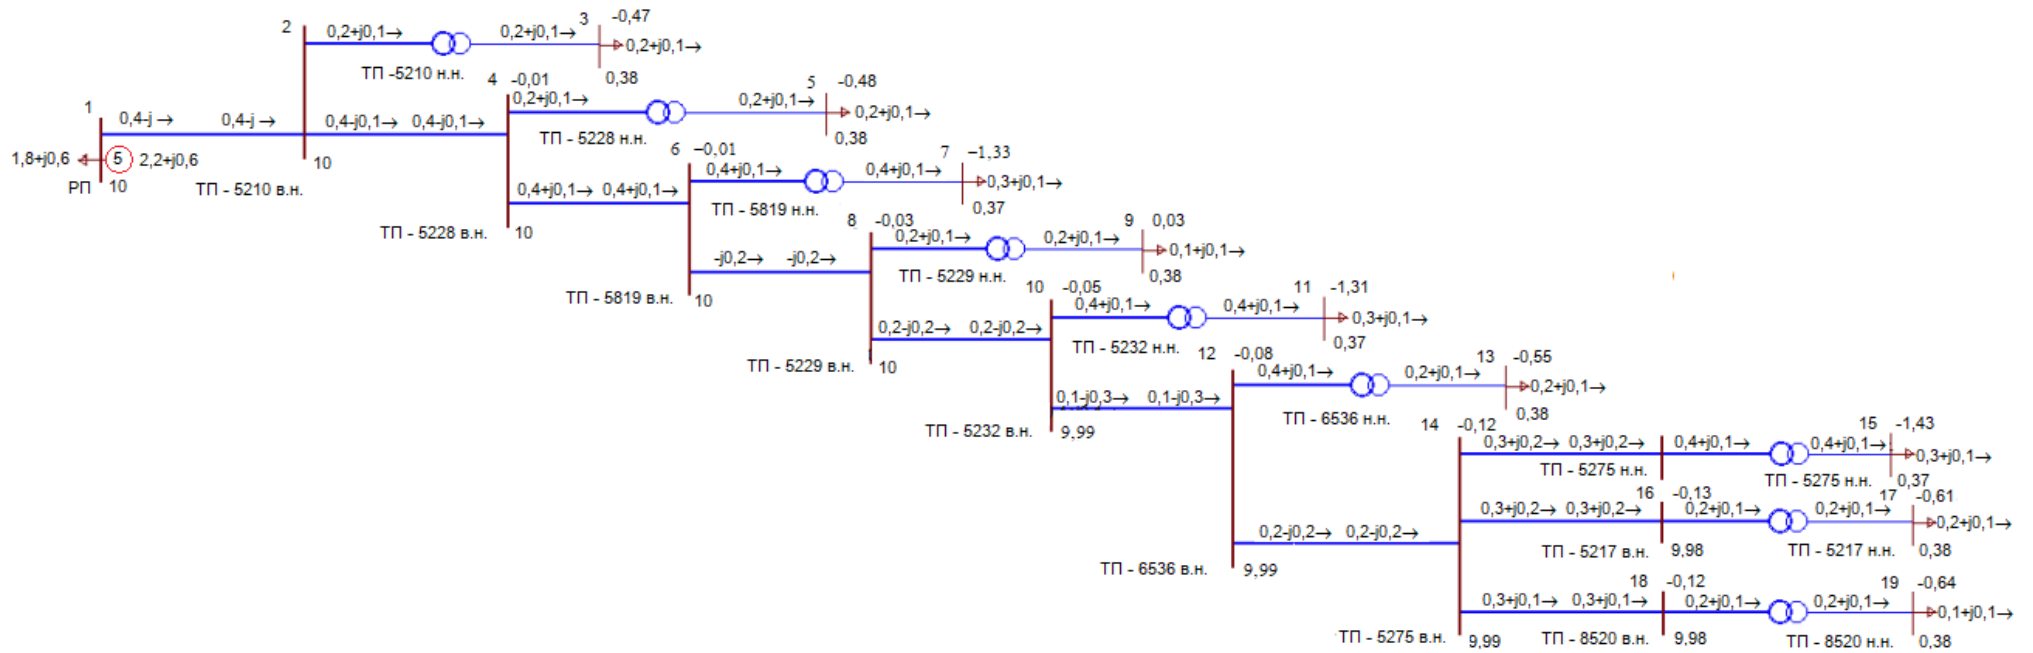 2
0,2+j0,1→
0,2+j0,1→
3
-0,47
0,2+j0,1→
ТП -5210 н.н.
0,38
1
0,4-j →
0,4-j →
0,4-j0,1→
0,4-j0,1→
4
-0,01
0,2+j0,1→
0,2+j0,1→
5
-0,48
0,2+j0,1→
ТП - 5228 н.н.
0,38
1,8+j0,6
5
2,2+j0,6
РП
10
ТП - 5210 в.н.
10
6
–0,01
0,4+j0,1→
0,4+j0,1→
7
–1,33
0,3+j0,1→
ТП - 5819 н.н.
0,37
0,4+j0,1→
0,4+j0,1→
ТП - 5228 в.н.
10
8
-0,03
0,2+j0,1→
0,2+j0,1→
9
0,03
0,1+j0,1→
ТП - 5229 н.н.
0,38
-j0,2→
-j0,2→
ТП - 5819 в.н.
10
10
-0,05
0,4+j0,1→
0,4+j0,1→
11
-1,31
0,3+j0,1→
ТП - 5232 н.н.
0,37
0,2-j0,2→
0,2-j0,2→
ТП - 5229 в.н.
10
12
-0,08
0,4+j0,1→
0,2+j0,1→
13
-0,55
0,2+j0,1→
ТП - 6536 н.н.
0,38
0,1-j0,3→
0,1-j0,3→
ТП - 5232 в.н.
9,99
14
-0,12
0,3+j0,2→
0,3+j0,2→
0,4+j0,1→
0,4+j0,1→
15
-1,43
0,3+j0,1→
ТП - 5275 н.н.
ТП - 5275 н.н.
0,37
16
-0,13
17
-0,61
0,3+j0,2→
0,3+j0,2→
0,2+j0,1→
0,2+j0,1→
0,2+j0,1→
0,2-j0,2→
0,2-j0,2→
ТП - 5217 в.н.
9,98
ТП - 5217 н.н.
0,38
ТП - 6536 в.н.
9,99
18
-0,12
19
-0,64
0,3+j0,1→
0,3+j0,1→
0,2+j0,1→
0,2+j0,1→
0,1+j0,1→
ТП - 5275 в.н.
9,99
ТП - 8520 в.н.
9,98
ТП - 8520 н.н.
0,38